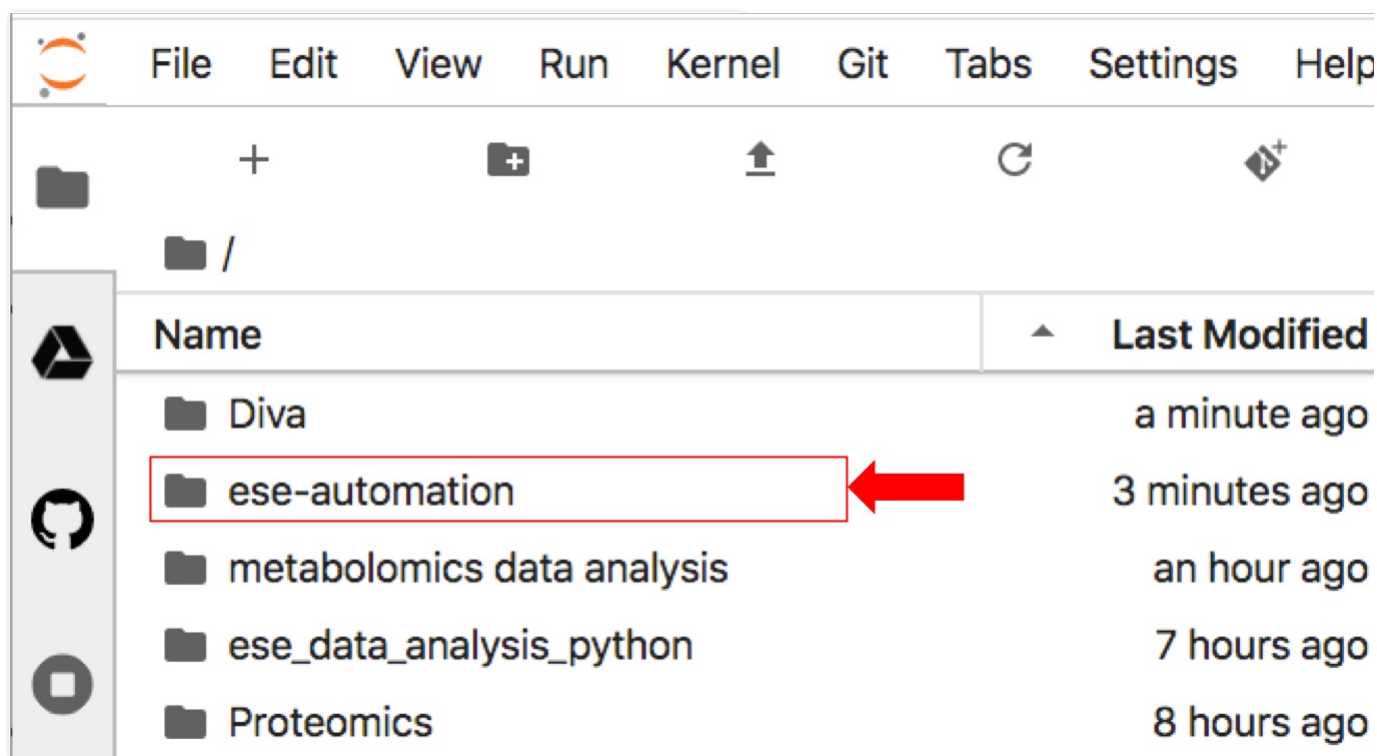 File Edit View Run Kernel Git Tabs Settings Help
/
Name Last Modified
Diva a minute ago
ese-automation 3 minutes ago
metabolomics data analysis an hour ago
ese_data_analysis_python 7 hours ago
Proteomics 8 hours ago